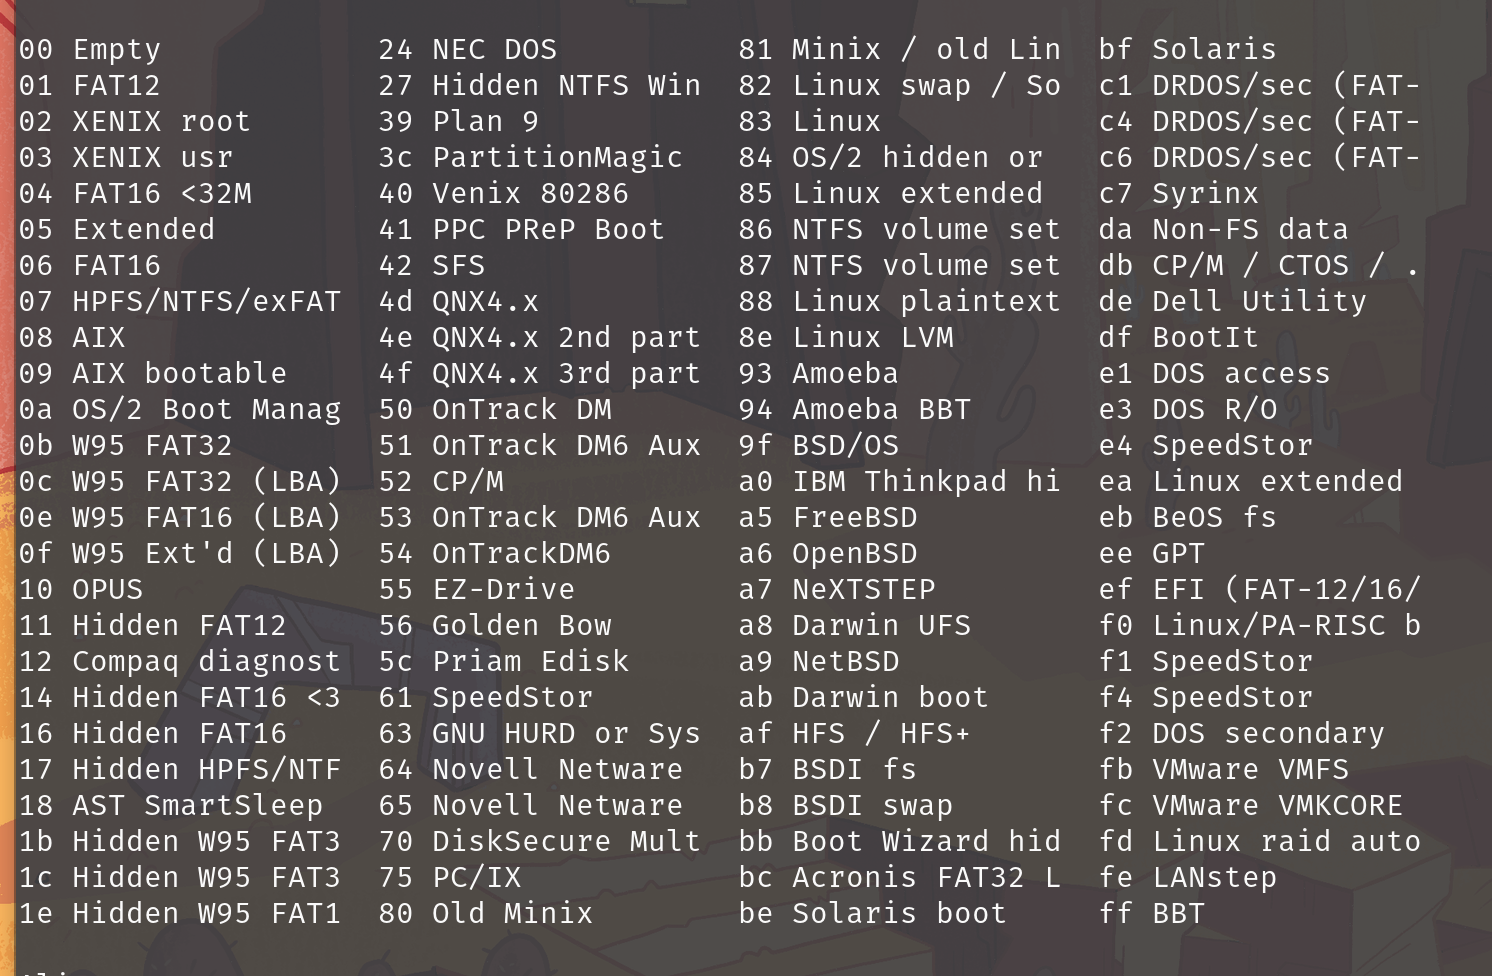 00 Empty 24 NEC DOS 81 Minix / old Lin bf Solaris
01 FAT12 27 Hidden NTFS Win 82 Linux swap / So c1 DRDOS/sec (FAT-
02 XENIX root 39 Plan 9 83 Linux c4 DRDOS/sec (FAT-
03 XENIX usr 3c PartitionMagic 84 OS/2 hidden or c6 DRDOS/sec (FAT-
04 FAT16 <32M 40 Venix 80286 85 Linux extended c7 Syrinx
05 Extended 41 PPC PReP Boot 86 NTFS volume set da Non-FS data
06 FAT16 42 SFS 87 NTFS volume set db CP/M / CTOS / .
07 HPFS/NTFS/exFAT 4d QNX4.x 88 Linux plaintext de Dell Utility
08 AIX 4e QNX4.x 2nd part 8e Linux LVM df BootIt
09 AIX bootable 4f QNX4.x 3rd part 93 Amoeba e1 DOS access
0a OS/2 Boot Manag 50 OnTrack DM 94 Amoeba BBT e3 DOS R/O
0b W95 FAT32 51 OnTrack DM6 Aux 9f BSD/OS e4 SpeedStor
0c W95 FAT32 (LBA) 52 CP/M a0 IBM Thinkpad hi ea Linux extended
0e W95 FAT16 (LBA) 53 OnTrack DM6 Aux a5 FreeBSD eb BeOS fs
0f W95 Ext'd (LBA) 54 OnTrackDM6 a6 OpenBSD ee GPT
10 OPUS 55 EZ-Drive a7 NeXTSTEP ef EFI (FAT-12/16/
11 Hidden FAT12 56 Golden Bow a8 Darwin UFS f0 Linux/PA-RISC b
12 Compaq diagnost 5c Priam Edisk a9 NetBSD f1 SpeedStor
14 Hidden FAT16 <3 61 SpeedStor ab Darwin boot f4 SpeedStor
16 Hidden FAT16 63 GNU HURD or Sys af HFS / HFS+ f2 DOS secondary
17 Hidden HPFS/NTF 64 Novell Netware b7 BSDI fs fb VMware VMFS
18 AST SmartSleep 65 Novell Netware b8 BSDI swap fc VMware VMKCORE
1b Hidden W95 FAT3 70 DiskSecure Mult bb Boot Wizard hid fd Linux raid auto
1c Hidden W95 FAT3 75 PC/IX bc Acronis FAT32 L fe LANstep
1e Hidden W95 FAT1 80 Old Minix be Solaris boot ff BBT